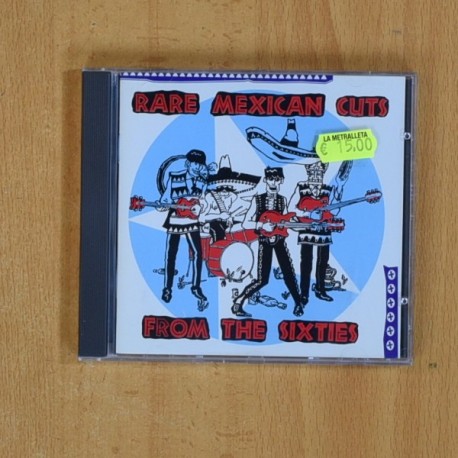 RARE MEXICAN CUTS
LA METRALLETA
€ 15,00
FROM THE SIXTIES